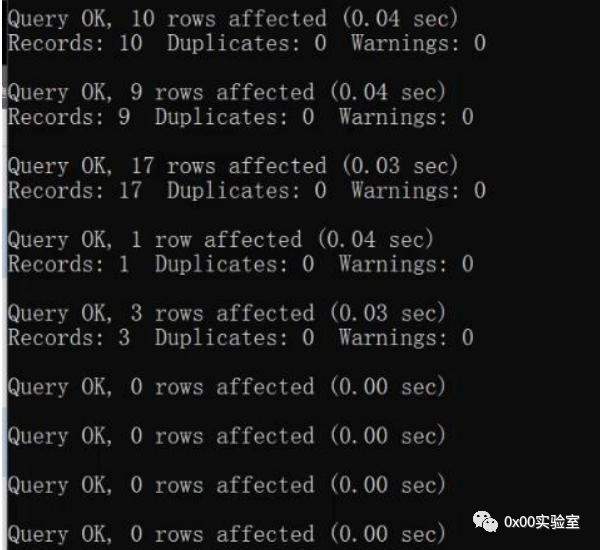 Query OK, 10 rows affected (0.04 sec)
Records: 10  Duplicates: 0  Warnings: 0
Query OK, 9 rows affected (0.04 sec)
Records: 9  Duplicates: 0  Warnings: 0
Query OK, 17 rows affected (0.03 sec)
Records: 17  Duplicates: 0  Warnings: 0
Query OK, 1 row affected (0.04 sec)
Records: 1  Duplicates: 0  Warnings: 0
Query OK, 3 rows affected (0.03 sec)
Records: 3  Duplicates: 0  Warnings: 0
Query OK, 0 rows affected (0.00 sec)
Query OK, 0 rows affected (0.00 sec)
Query OK, 0 rows affected (0.00 sec)
Query OK, 0 rows affected (0.00 sec)
0x00实验室